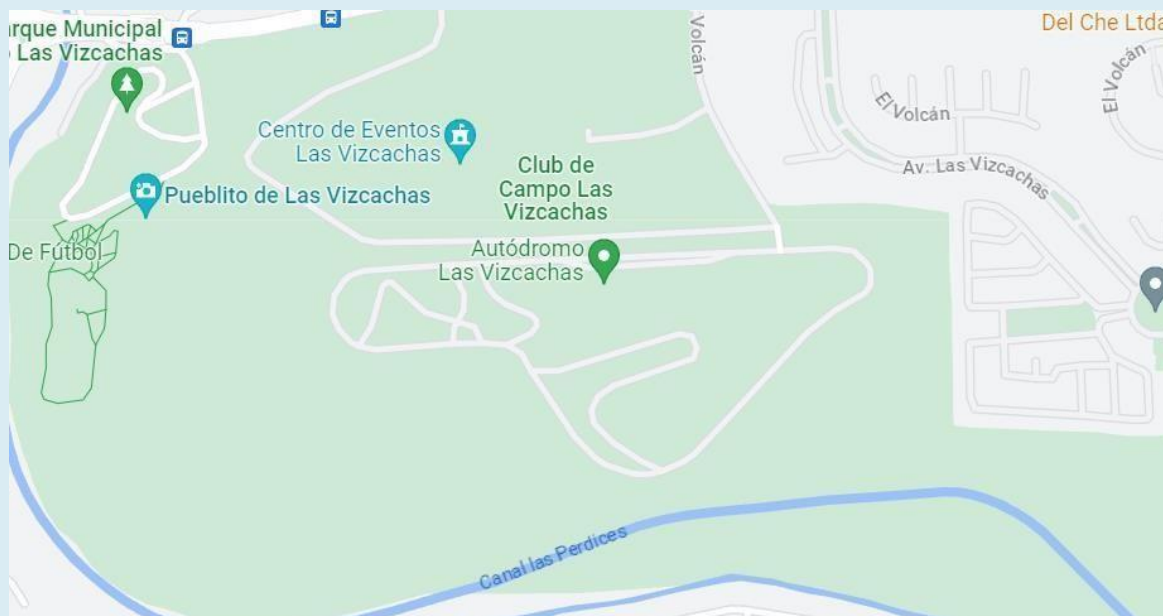 arque Municipal
Las Vizcachas
Volcán
Del Che Ltda
El Volcán
El Volcán
Centro de Eventos
Las Vizcachas
Club de
Campo Las
Vizcachas
Av. Las Vizcachas
Pueblito de Las Vizcachas
De Fútbol
Autódromo
Las Vizcachas
Canal las Perdices